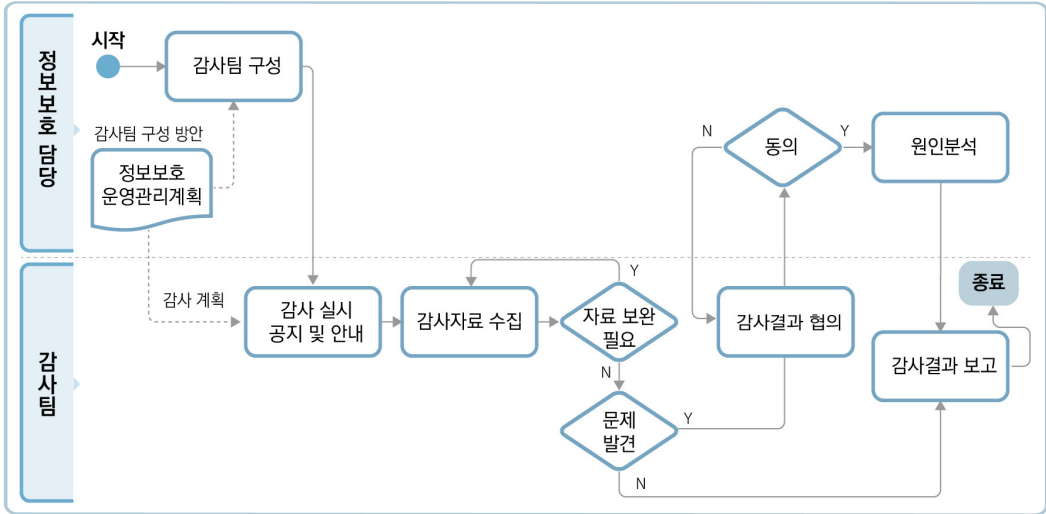 정보보호 담당
시작
감사팀 구성
감사팀 구성 방안
정보보호
운영관리계획
N
동의
Y
원인분석
감사팀
감사 계획
감사 실시
공지 및 안내
감사자료 수집
Y
자료 보완
필요
N
문제
발견
Y
N
감사결과 협의
종료
감사결과 보고